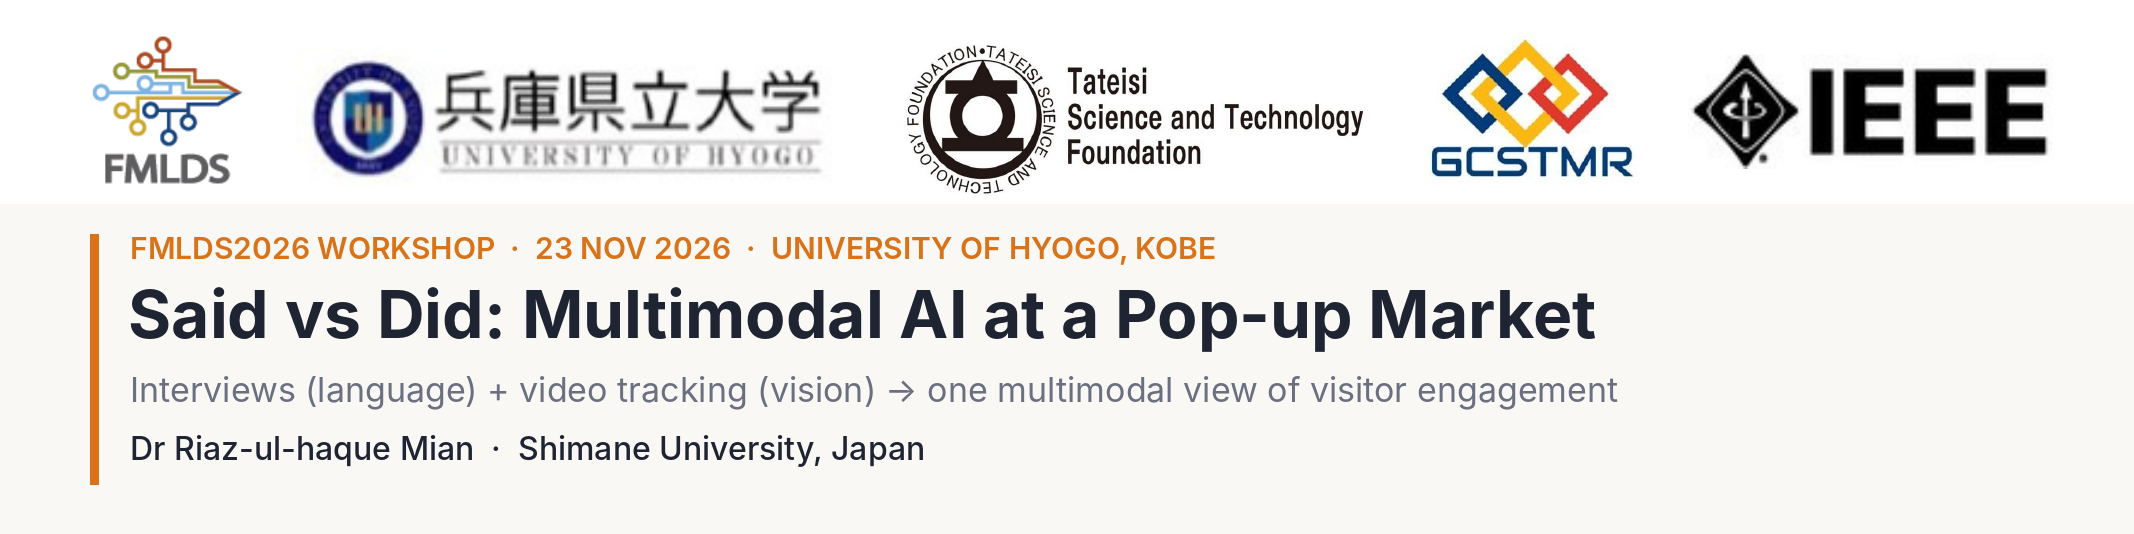 FMLDS
兵庫県立大学
UNIVERSITY OF HYOGO
TATEISI SCIENCE AND TECHNOLOGY FOUNDATION
Tateisi
Science and Technology
Foundation
GCSTMR
IEEE
FMLDS2026 WORKSHOP · 23 NOV 2026 · UNIVERSITY OF HYOGO, KOBE
Said vs Did: Multimodal AI at a Pop-up Market
Interviews (language) + video tracking (vision) → one multimodal view of visitor engagement
Dr Riaz-ul-haque Mian · Shimane University, Japan